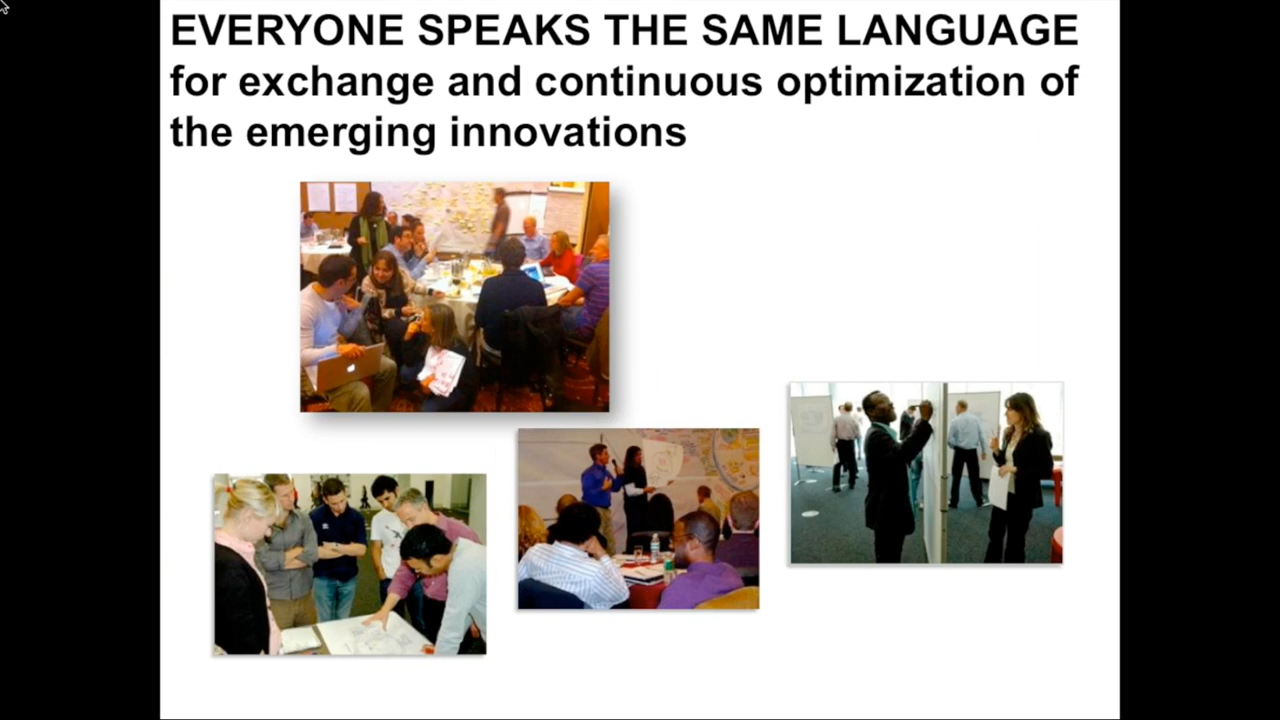 EVERYONE SPEAKS THE SAME LANGUAGE
for exchange and continuous optimization of
the emerging innovations